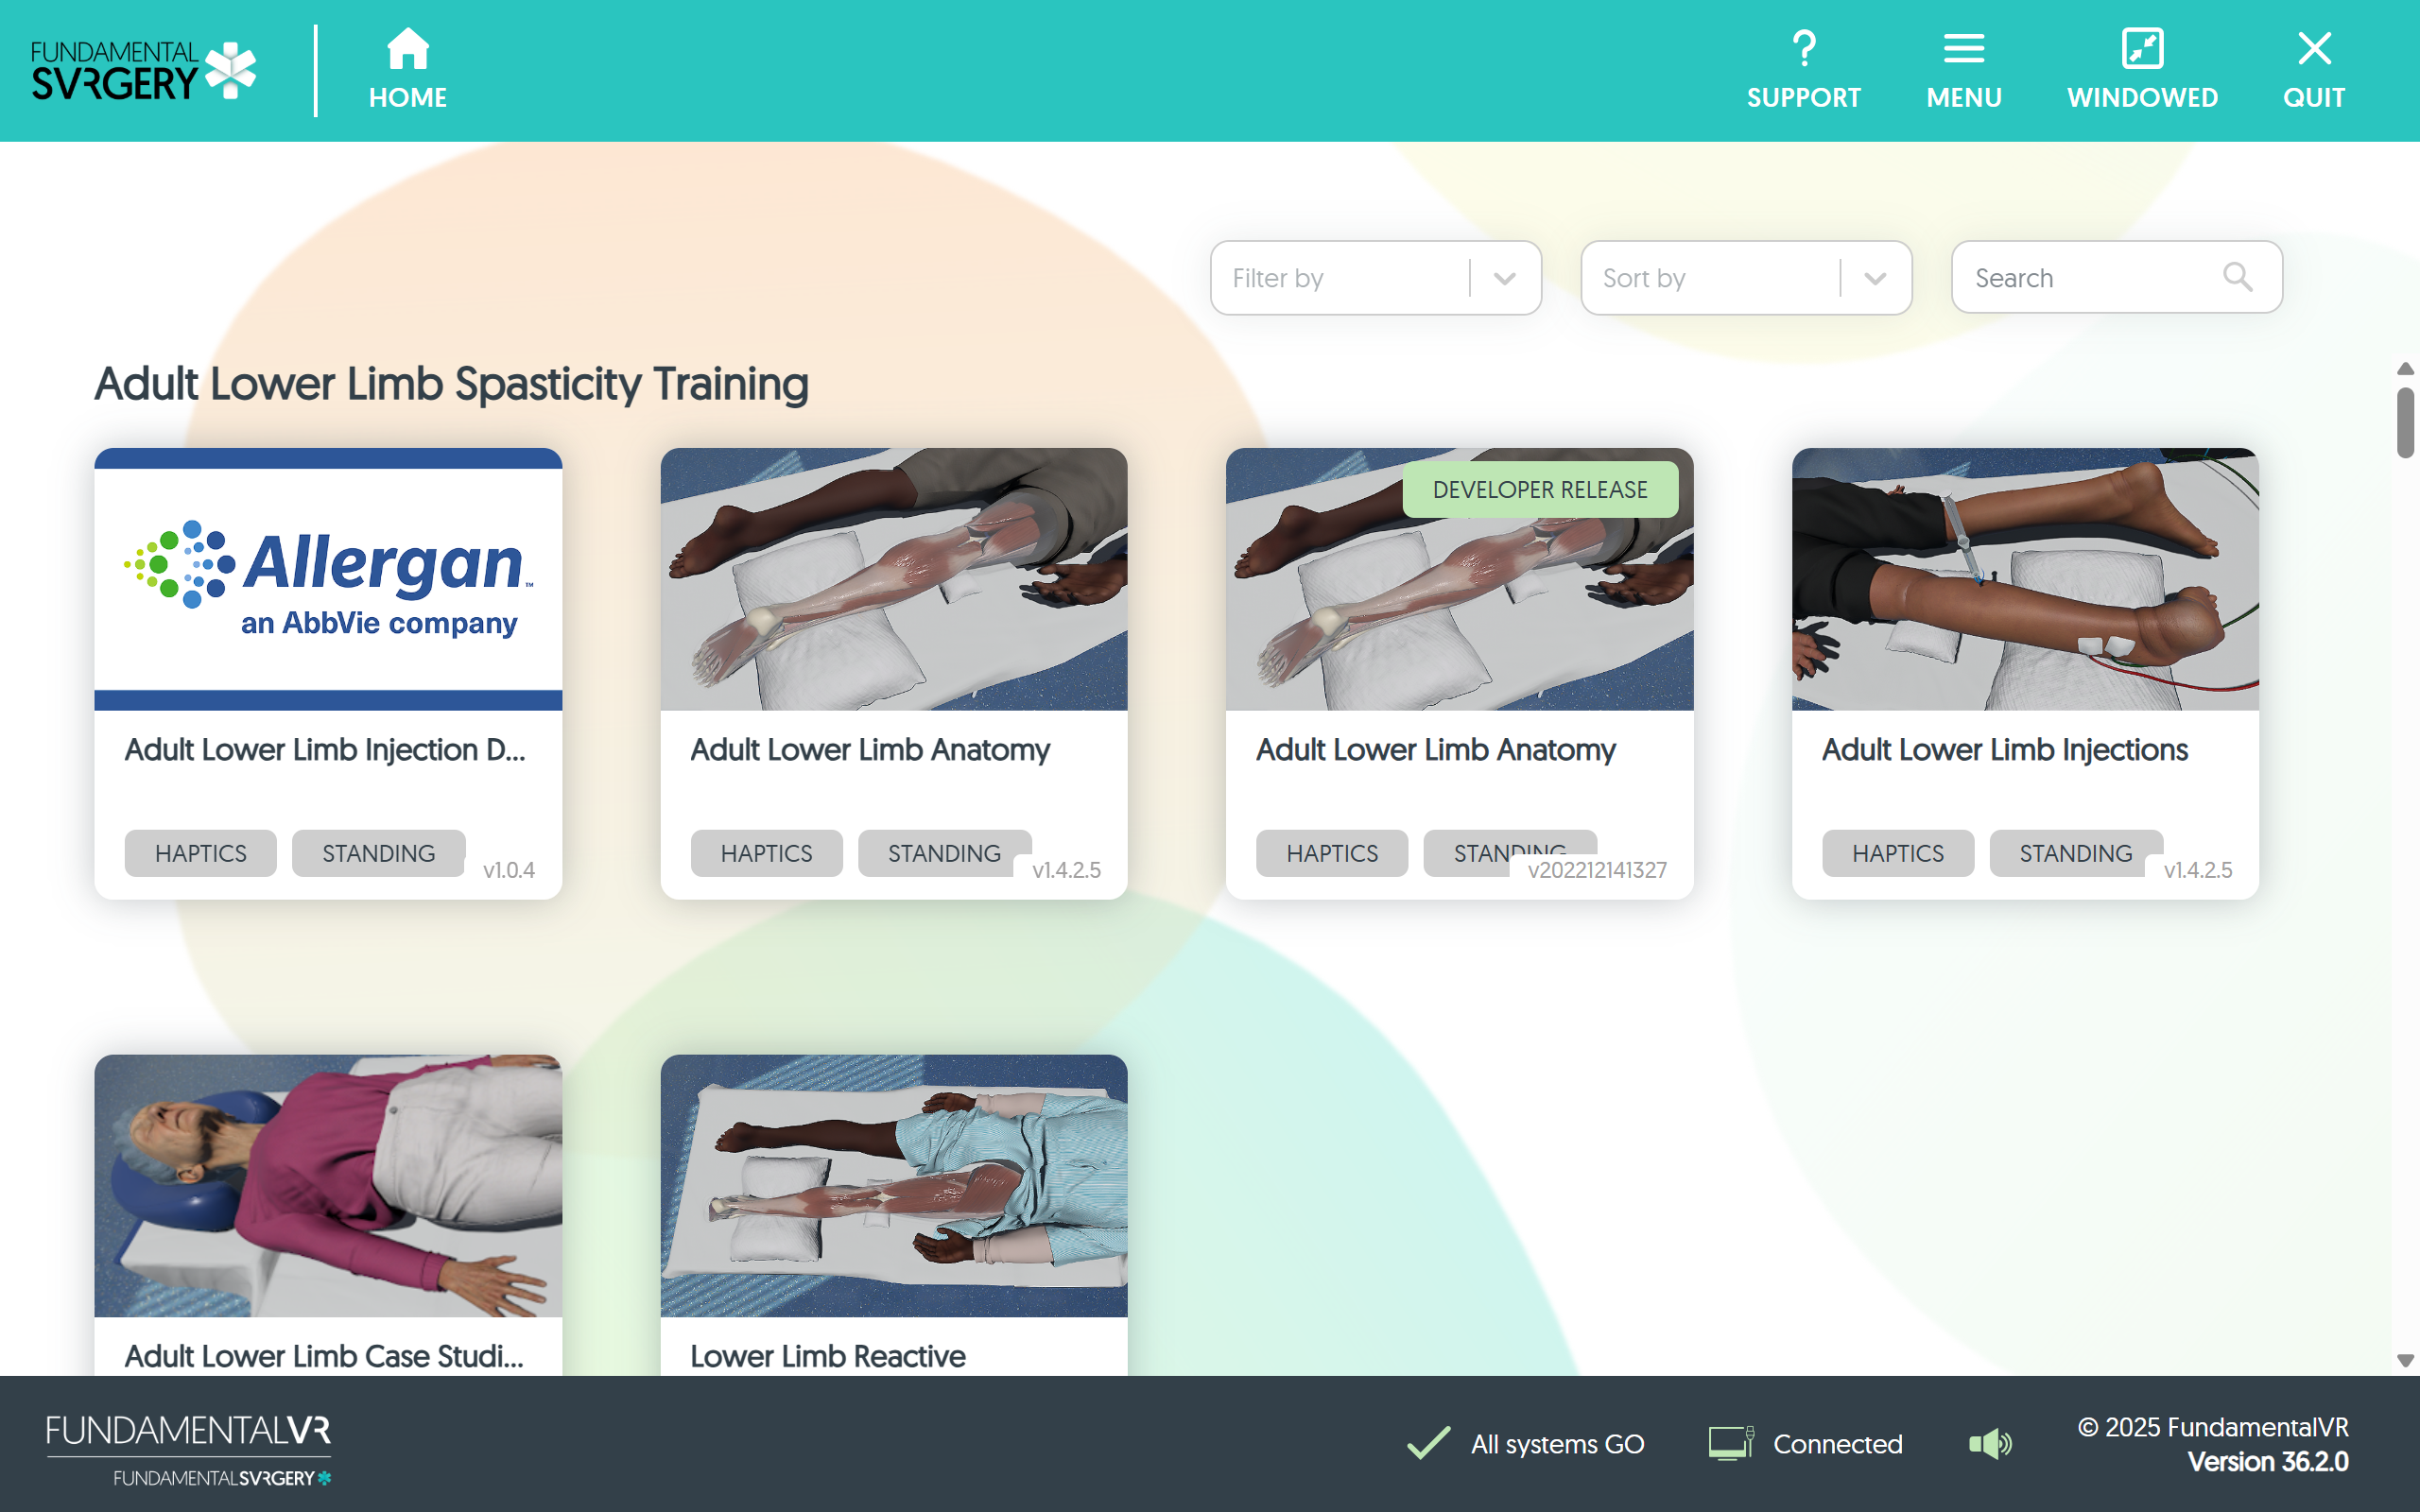 FUNDAMENTAL
SVRGERY
HOME
SUPPORT
MENU
WINDOWED
QUIT
Filter by
Sort by
Search
Adult Lower Limb Spasticity Training
Allergan™
an AbbVie company
Adult Lower Limb Injection D...
HAPTICS
STANDING
v1.0.4
Adult Lower Limb Anatomy
HAPTICS
STANDING
v1.4.2.5
DEVELOPER RELEASE
Adult Lower Limb Anatomy
HAPTICS
STANDING
v202212141327
Adult Lower Limb Injections
HAPTICS
STANDING
v1.4.2.5
Adult Lower Limb Case Studi...
Lower Limb Reactive
FUNDAMENTALVR
FUNDAMENTALSVRGERY
All systems GO
Connected
© 2025 FundamentalVR
Version 36.2.0